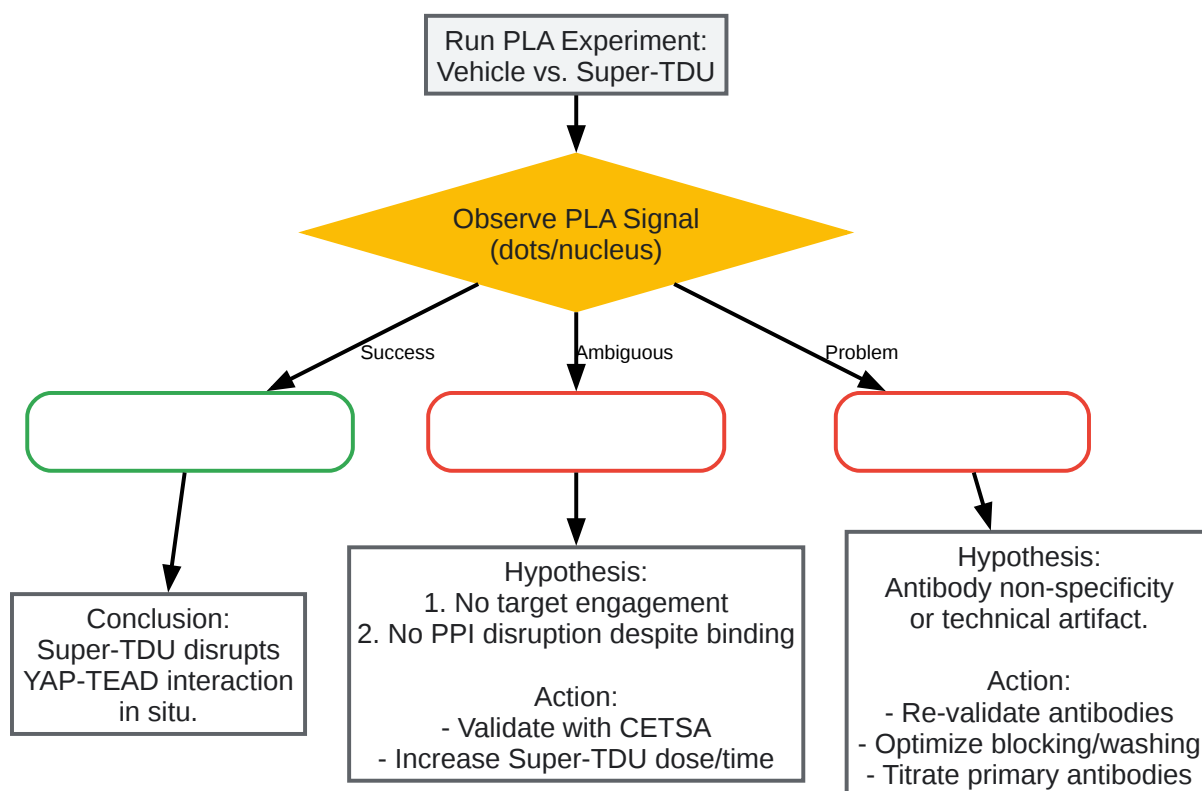 Run PLA Experiment:
Vehicle vs. Super-TDU
Observe PLA Signal
(dots/nucleus)
Success
Ambiguous
Problem
Conclusion:
Super-TDU disrupts
YAP-TEAD interaction
in situ.
Hypothesis:
1. No target engagement
2. No PPI disruption despite binding
Action:
- Validate with CETSA
- Increase Super-TDU dose/time
Hypothesis:
Antibody non-specificity
or technical artifact.
Action:
- Re-validate antibodies
- Optimize blocking/washing
- Titrate primary antibodies